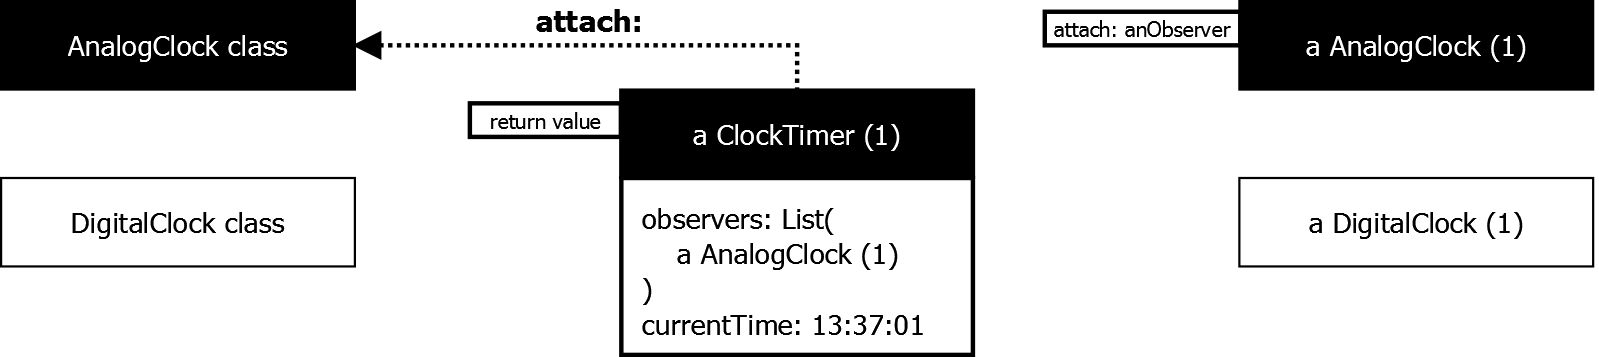 attach:
AnalogClock class
attach: anObserver
a AnalogClock (1)
return value
a ClockTimer (1)
DigitalClock class
observers: List(
a AnalogClock (1)
)
currentTime: 13:37:01
a DigitalClock (1)